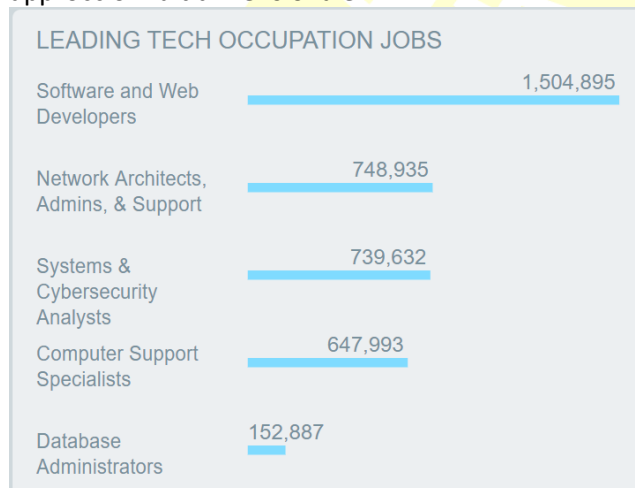 LEADING TECH OCCUPATION JOBS
Software and Web
Developers
1,504,895
Network Architects,
Admins, & Support
748,935
Systems &
Cybersecurity
Analysts
739,632
Computer Support
Specialists
647,993
Database
Administrators
152,887